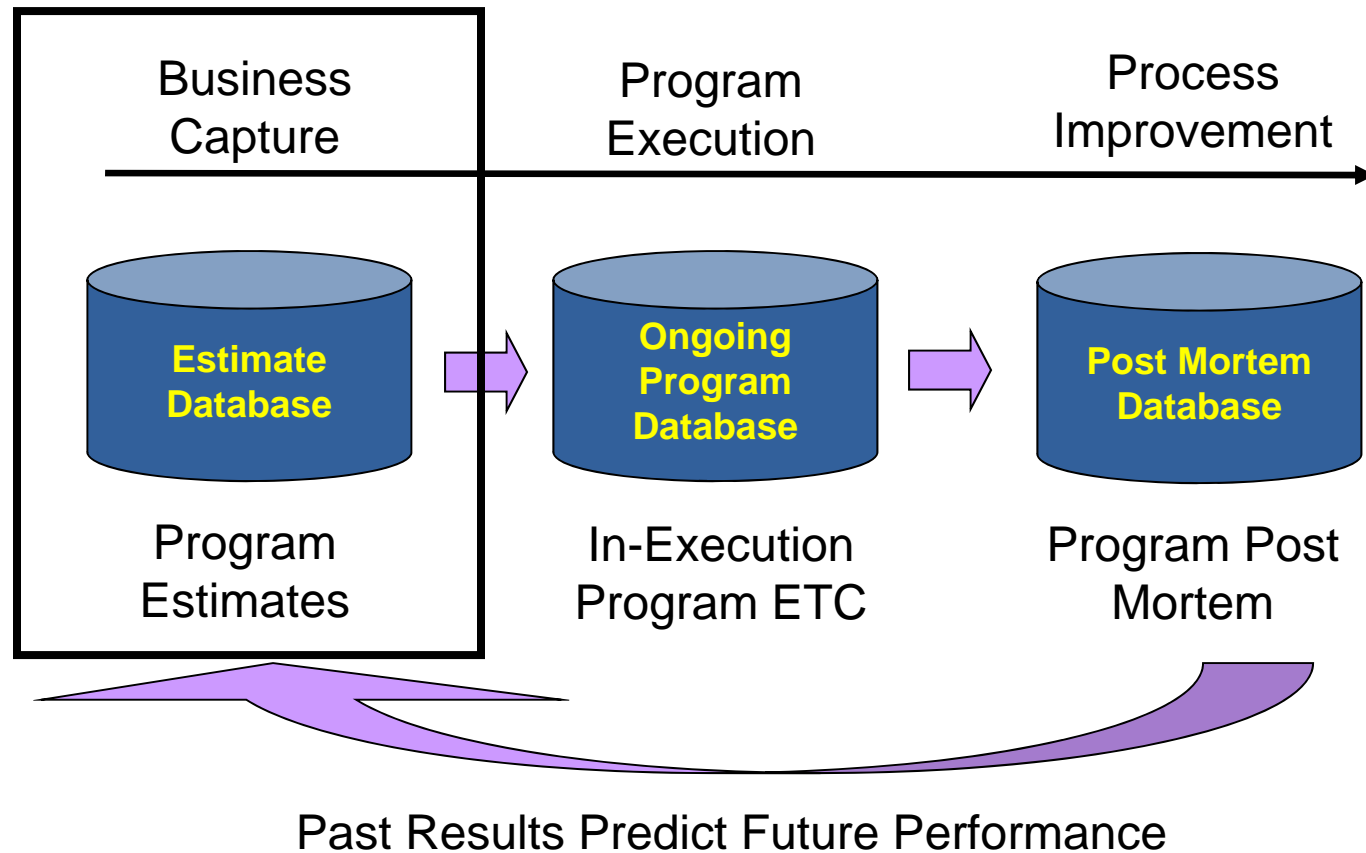 Business
Capture
Program
Execution
Process
Improvement
Estimate
Database
Ongoing
Program
Database
Post Mortem
Database
Program
Estimates
In-Execution
Program ETC
Program Post
Mortem
Past Results Predict Future Performance